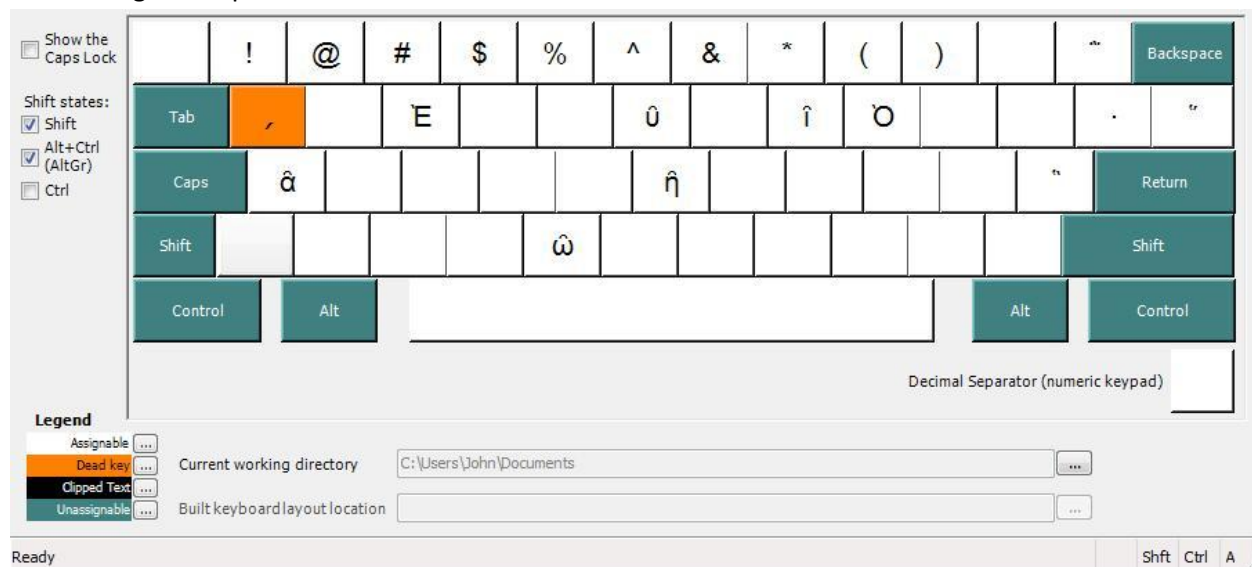 Show the
Caps Lock
! @ # $ % ^ & * ( ) Backspace
Shift states:
Shift
Alt+Ctrl
(AltGr)
Ctrl
Tab Ὲ ῦ ῖ Ὸ ·
Caps ᾶ ῆ Return
Shift ῶ Shift
Control Alt Alt Control
Decimal Separator (numeric keypad)
Legend
Assignable ...
Dead key ...
Clipped Text ...
Unassignable ...
Current working directory C:\Users\John\Documents ...
Built keyboard layout location ...
Ready Shft Ctrl A